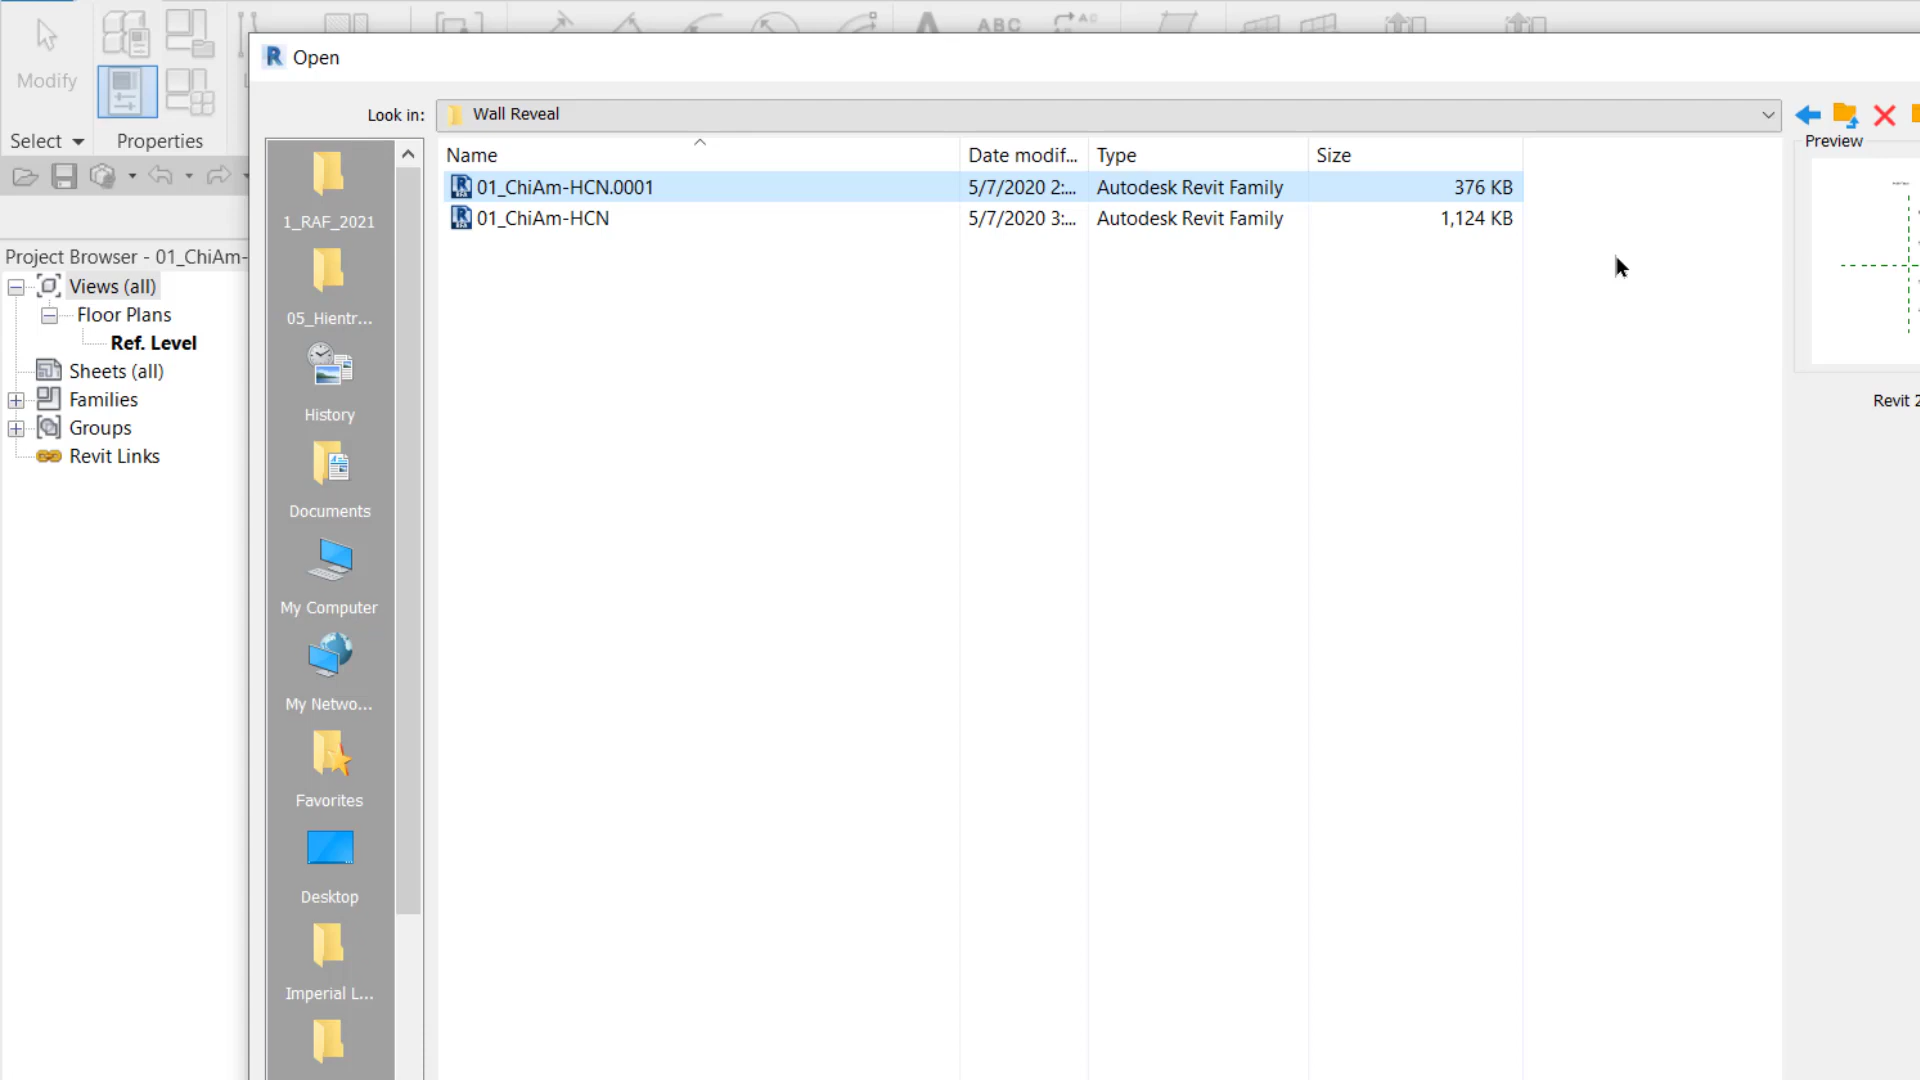 ABC
Open
Modify
Look in:
Wall Reveal
Select
Properties
Preview
Name
Date modif...
Type
Size
01_ChiAm-HCN.0001
5/7/2020 2:...
Autodesk Revit Family
376 KB
01_ChiAm-HCN
5/7/2020 3:...
Autodesk Revit Family
1,124 KB
1_RAF_2021
05_Hientr...
History
Documents
My Computer
My Netwo...
Favorites
Desktop
Imperial L...
Project Browser - 01_ChiAm-
Views (all)
Floor Plans
Ref. Level
Sheets (all)
Families
Groups
Revit Links
Revit 2